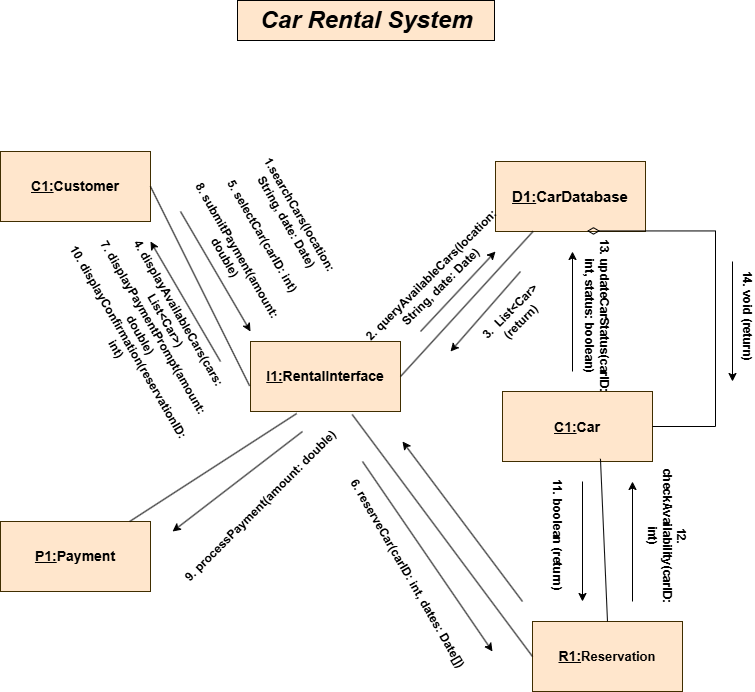 Car Rental System
C1:Customer
1.searchCars(location:
String, date: Date)
5. selectCar(carID: int)
8. submitPayment(amount:
double)
4. displayAvailableCars(cars:
List<Car>)
7. displayPaymentPrompt(amount:
double)
10. displayConfirmation(reservationID:
int)
D1:CarDatabase
2. queryAvailableCars(location:
String, date: Date)
3. List<Car>
(return)
13. updateCarStatus(carID:
int, status: boolean)
14. void (return)
I1:RentalInterface
C1:Car
9. processPayment(amount: double)
6. reserveCar(carID: int, dates: Date[])
11. boolean (return)
12.
checkAvailability(carID:
int)
P1:Payment
R1:Reservation